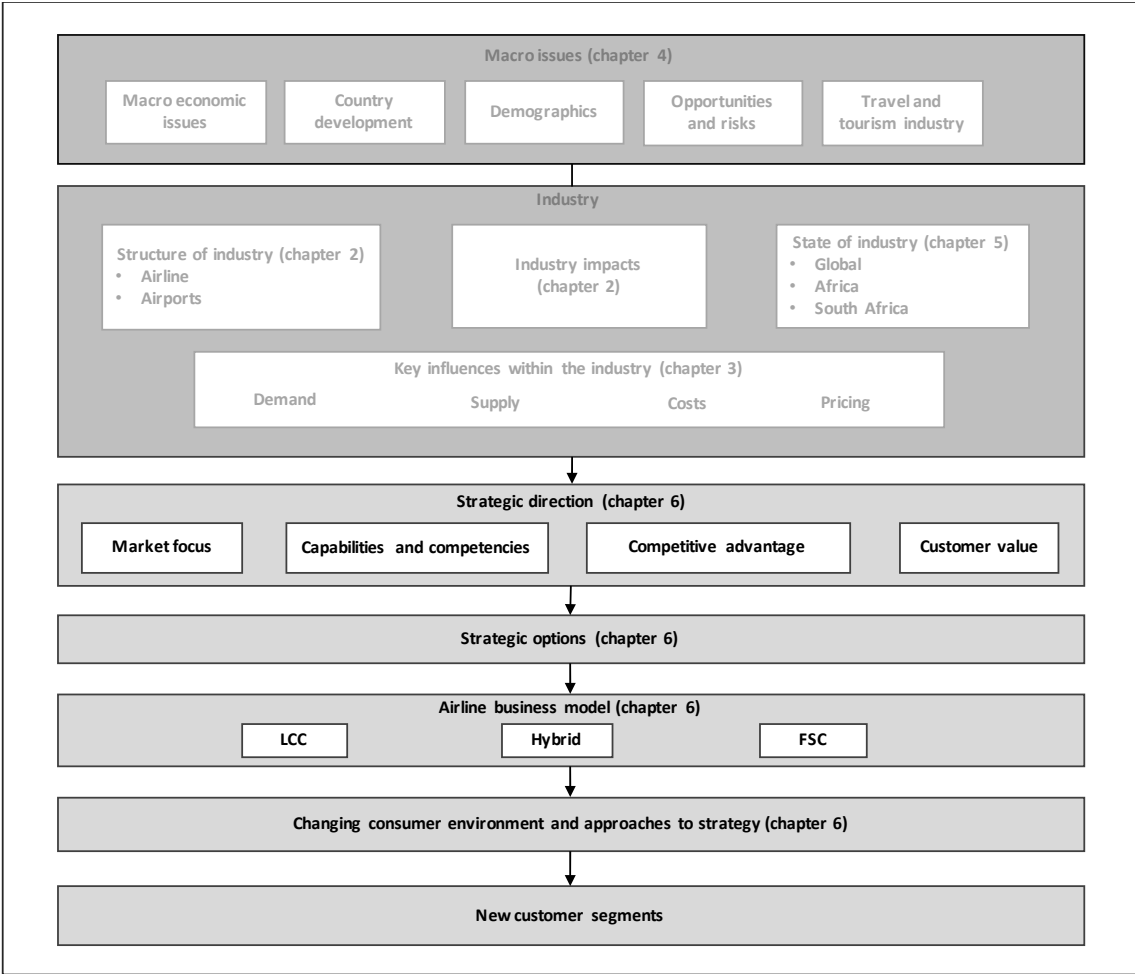 Macro issues (chapter 4)
Macro economic
issues
Country
development
Demographics
Opportunities
and risks
Travel and
tourism industry
Industry
Structure of industry (chapter 2)
• Airline
• Airports
Industry impacts
(chapter 2)
State of industry (chapter 5)
• Global
• Africa
• South Africa
Key influences within the industry (chapter 3)
Demand
Supply
Costs
Pricing
Strategic direction (chapter 6)
Market focus
Capabilities and competencies
Competitive advantage
Customer value
Strategic options (chapter 6)
Airline business model (chapter 6)
LCC
Hybrid
FSC
Changing consumer environment and approaches to strategy (chapter 6)
New customer segments